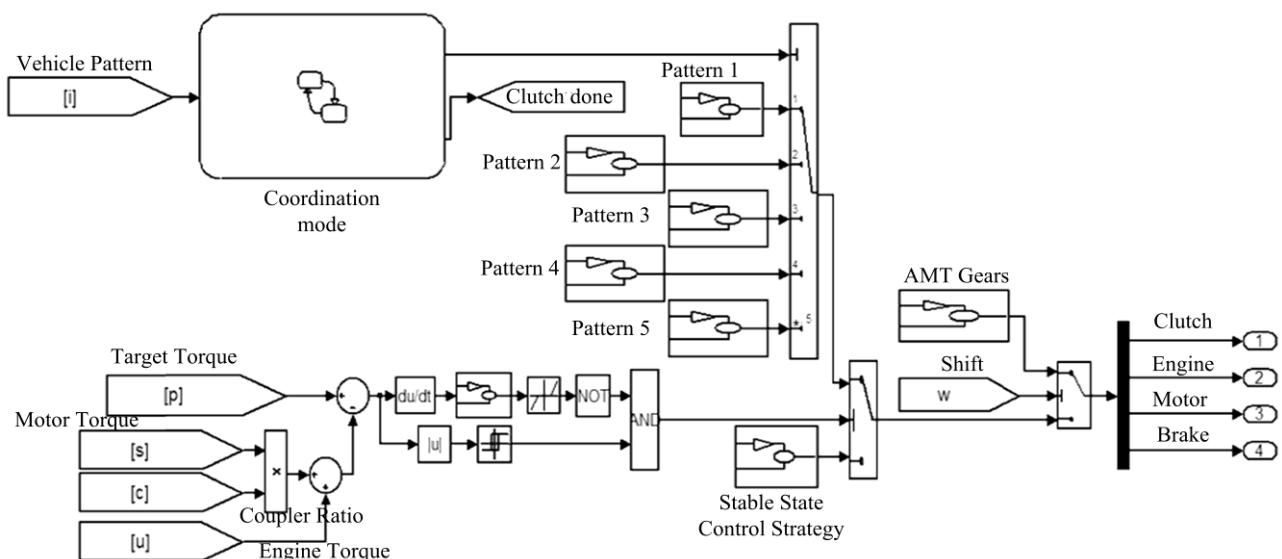 Vehicle Pattern
[i]
Clutch done
Coordination
mode
Pattern 1
1
Pattern 2
2
Pattern 3
3
Pattern 4
4
Pattern 5
* 5
AMT Gears
Shift
w
Clutch
1
Engine
2
Motor
3
Brake
4
Target Torque
[p]
Motor Torque
[s]
[c]
[u]
×
Coupler Ratio
Engine Torque
+
-
+
+
du/dt
NOT
|u|
AND
Stable State
Control Strategy